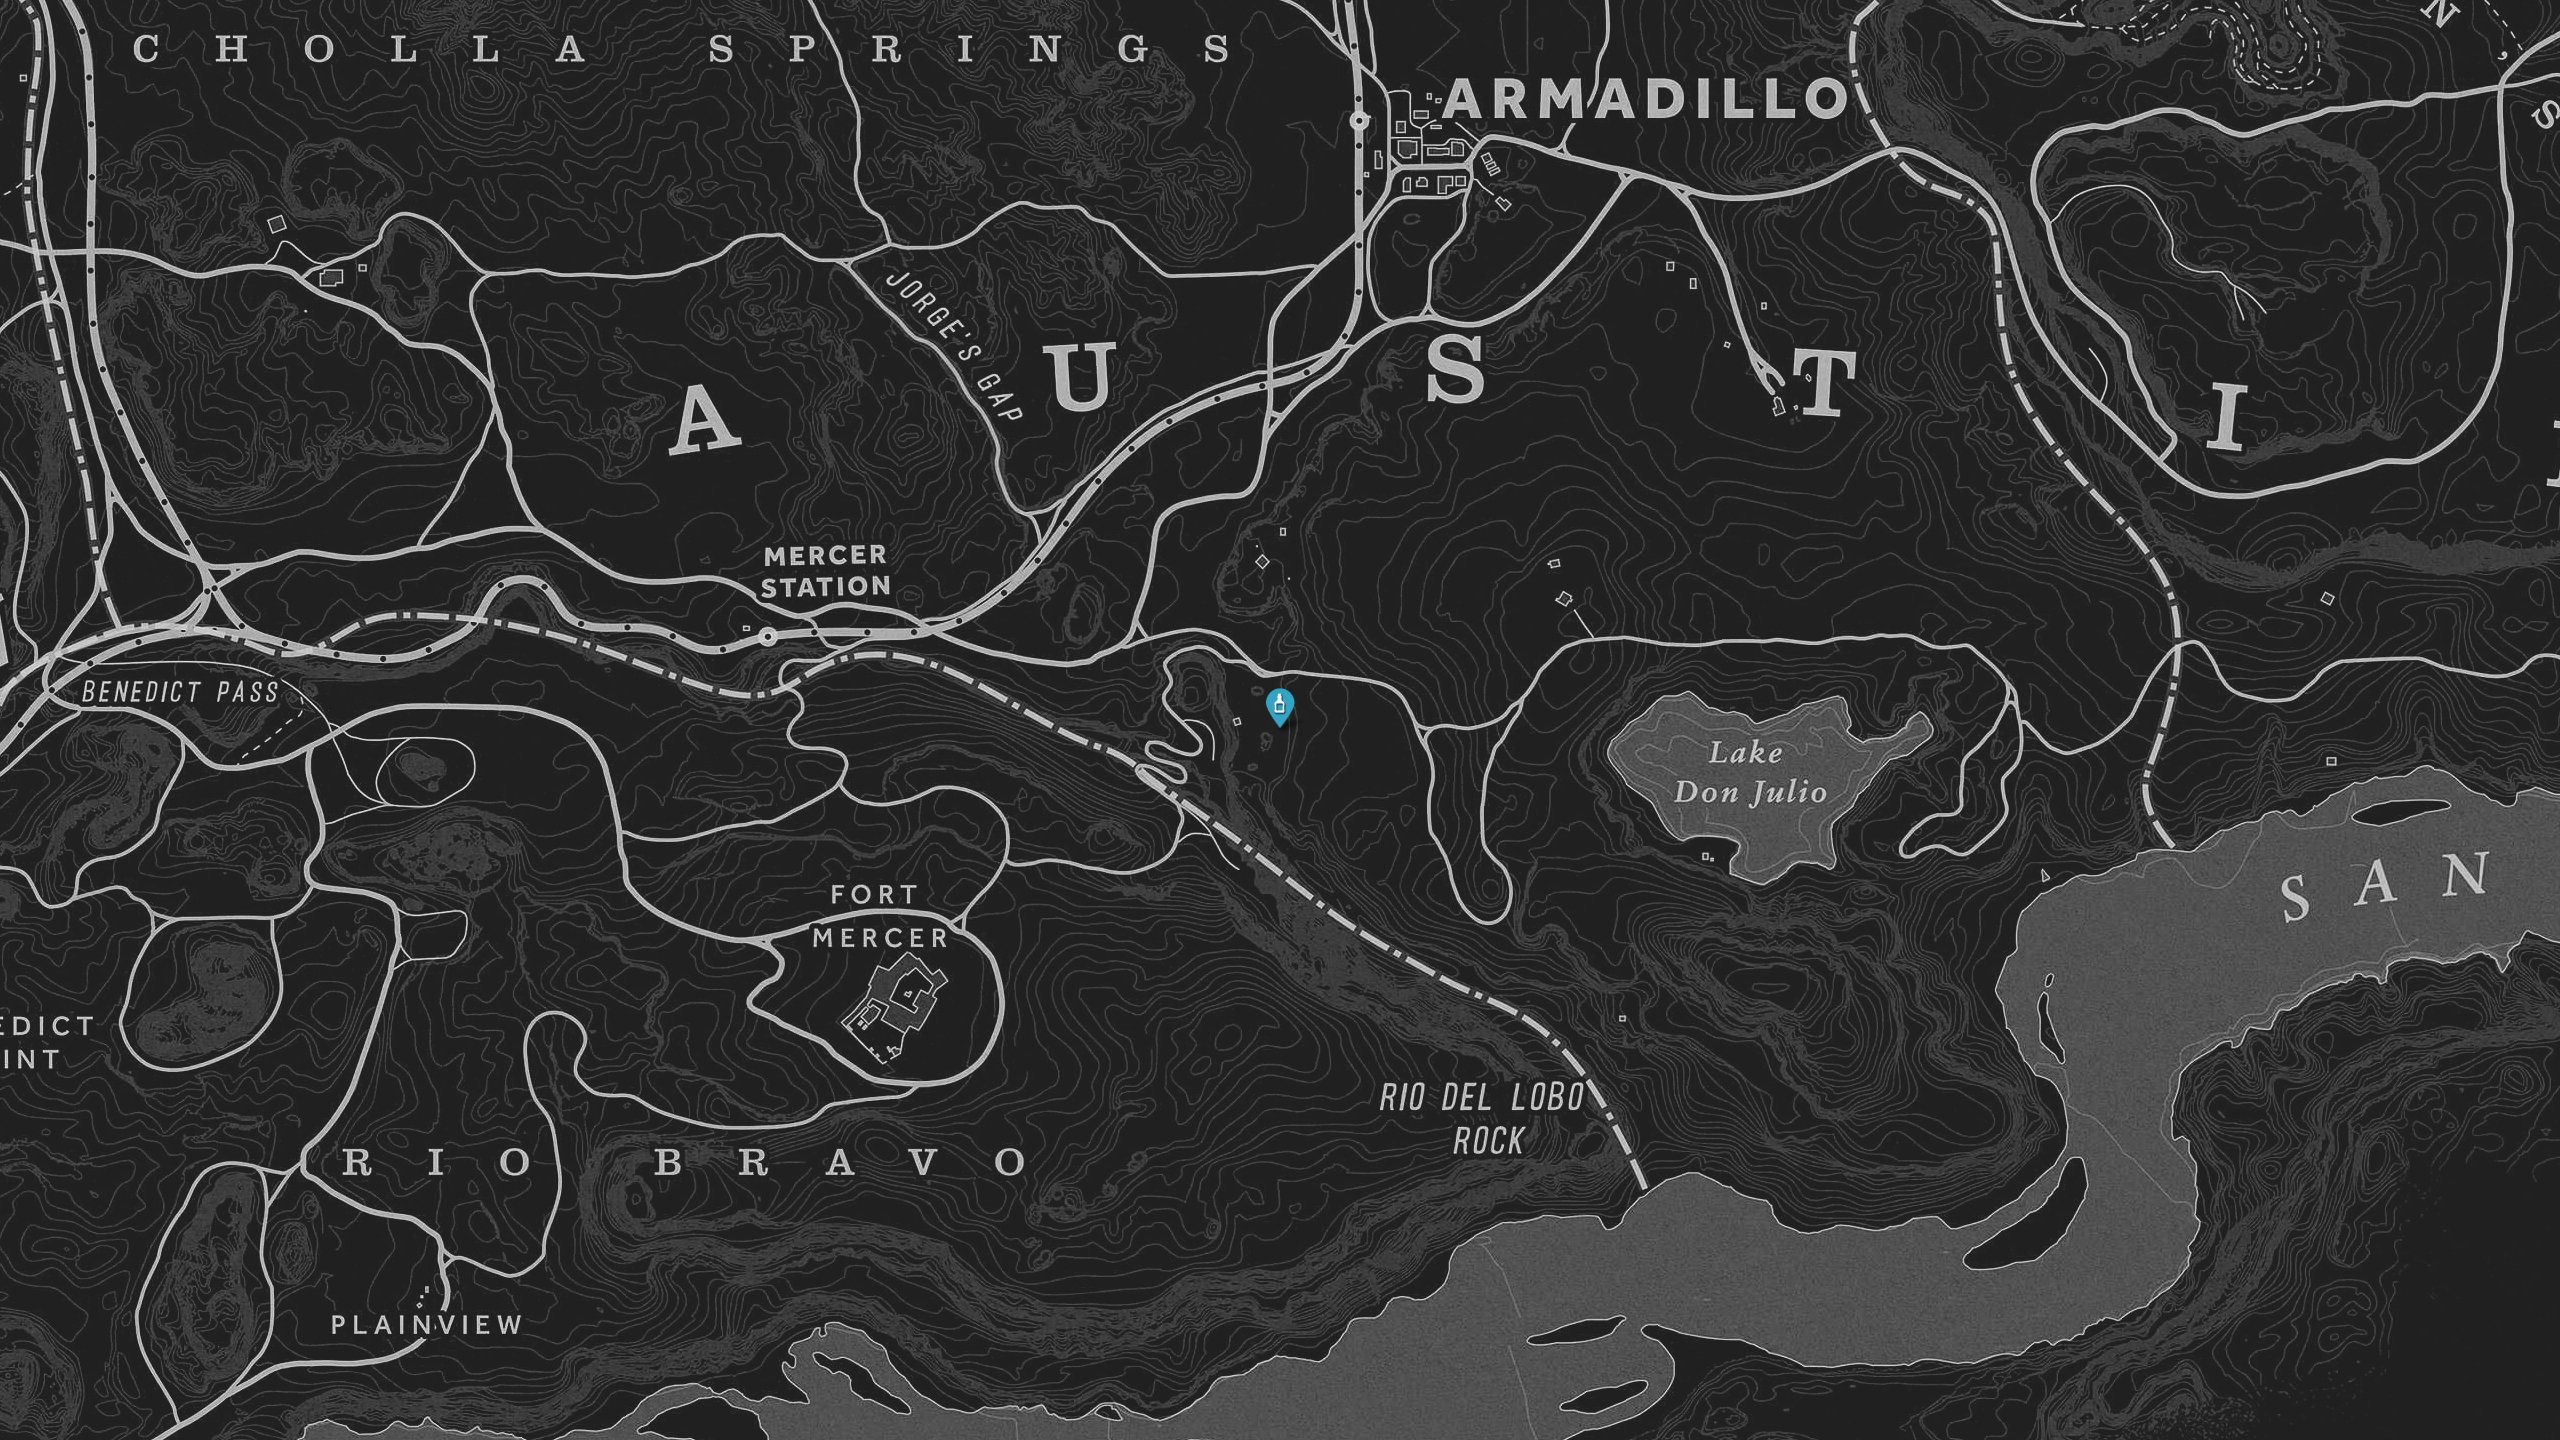 CHOLLA SPRINGS
ARMADILLO
N,
S
JORGE'S GAP
AUSTI
MERCER
STATION
BENEDICT PASS
Lake
Don Julio
FORT
MERCER
SAN
EDICT
INT
RIO DEL LOBO
ROCK
RIO BRAVO
PLAINVIEW